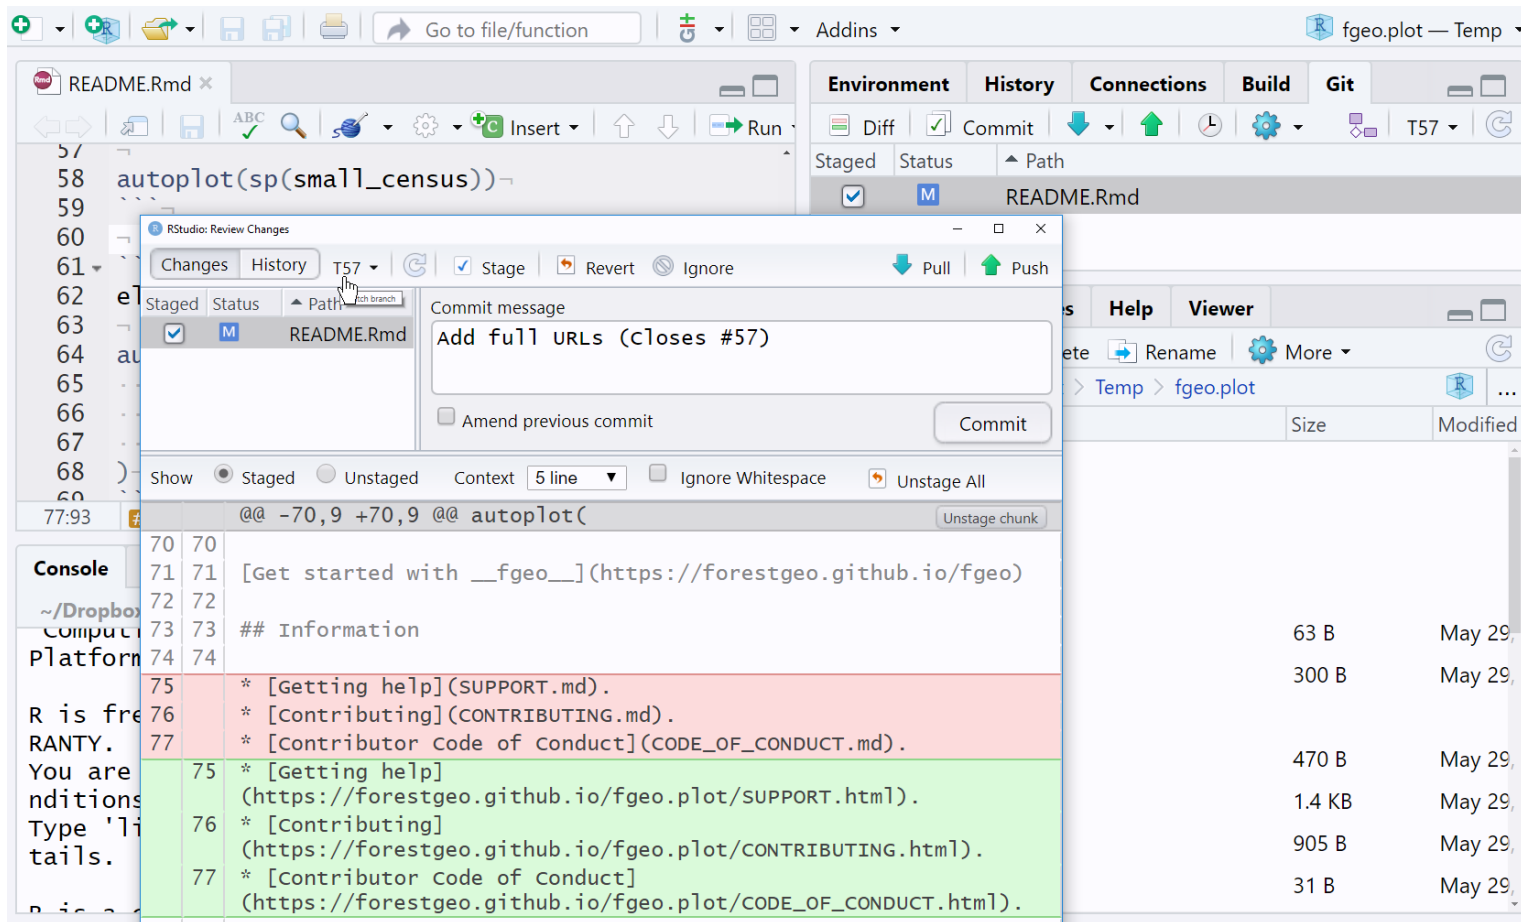 Go to file/function
Addins
fgeo.plot — Temp
README.Rmd
Environment History Connections Build Git
ABC
Insert
Run
Diff
Commit
T57
Staged Status Path
README.Rmd
57 ¬
58 autoplot(sp(small_census))¬
59 ```¬
60 ¬
61 ``
62 el
63 ¬
64 au
65
66
67
68 )
69 ``
77:93
RStudio: Review Changes
Changes History T57 Stage Revert Ignore Pull Push
tch branch
Staged Status Path
README.Rmd
Commit message
Add full URLs (Closes #57)
Amend previous commit
Commit
Show Staged Unstaged Context 5 line Ignore Whitespace Unstage All
@@ -70,9 +70,9 @@ autoplot(
Unstage chunk
70 70
71 71 [Get started with __fgeo__](https://forestgeo.github.io/fgeo)
72 72
73 73 ## Information
74 74
75 * [Getting help](SUPPORT.md).
76 * [Contributing](CONTRIBUTING.md).
77 * [Contributor Code of Conduct](CODE_OF_CONDUCT.md).
75 * [Getting help]
(https://forestgeo.github.io/fgeo.plot/SUPPORT.html).
76 * [Contributing]
(https://forestgeo.github.io/fgeo.plot/CONTRIBUTING.html).
77 * [Contributor Code of Conduct]
(https://forestgeo.github.io/fgeo.plot/CODE_OF_CONDUCT.html).
Help Viewer
Rename More
Temp fgeo.plot
...
Size Modified
63 B May 29,
300 B May 29,
470 B May 29,
1.4 KB May 29,
905 B May 29,
31 B May 29,
Console
~/Dropbox
Platform
R is fre
RANTY.
You are
nditions
Type 'li
tails.